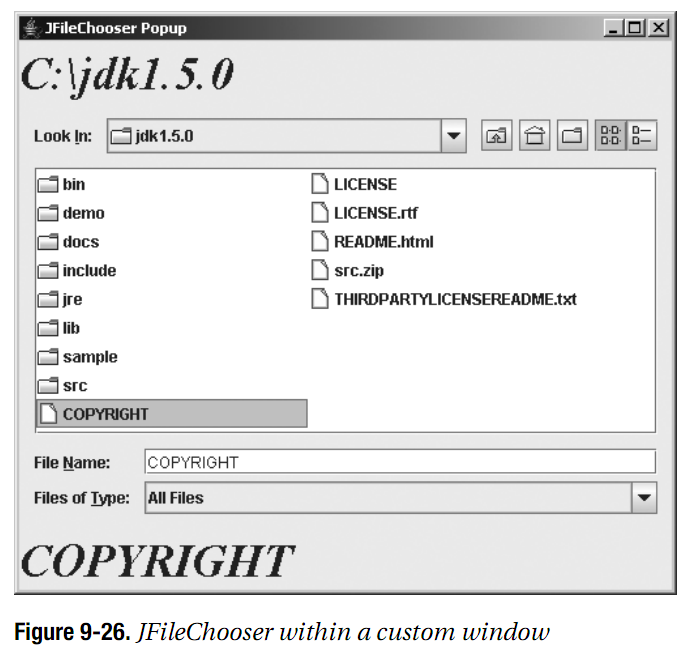 JFileChooser Popup
C:\jdk1.5.0
Look In: jdk1.5.0
bin
demo
docs
include
jre
lib
sample
src
COPYRIGHT
LICENSE
LICENSE.rtf
README.html
src.zip
THIRDPARTYLICENSEREADME.txt
File Name: COPYRIGHT
Files of Type: All Files
COPYRIGHT
Figure 9-26. JFileChooser within a custom window